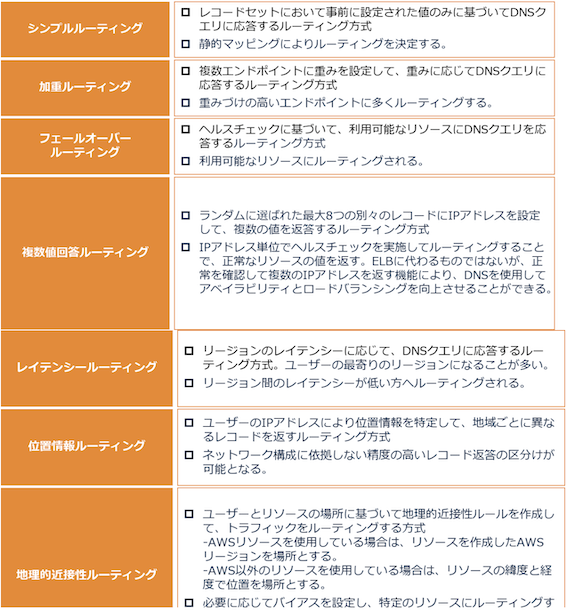 シンプルルーティング
レコードセットにおいて事前に設定された値のみに基づいてDNSク
エリに応答するルーティング方式
静的マッピングによりルーティングを決定する。
加重ルーティング
複数エンドポイントに重みを設定して、重みに応じてDNSクエリに
応答するルーティング方式
重みづけの高いエンドポイントに多くルーティングする。
フェールオーバー
ルーティング
ヘルスチェックに基づいて、利用可能なリソースにDNSクエリを応
答するルーティング方式
利用可能なリソースにルーティングされる。
複数値回答ルーティング
ランダムに選ばれた最大8つの別々のレコードにIPアドレスを設定
して、複数の値を返答するルーティング方式
IPアドレス単位でヘルスチェックを実施してルーティングすること
で、正常なリソースの値を返す。ELBに代わるものではないが、正
常を確認して複数のIPアドレスを返す機能により、DNSを使用して
アベイラビリティとロードバランシングを向上させることができる。
レイテンシールーティング
リージョンのレイテンシーに応じて、DNSクエリに応答するルー
ティング方式。ユーザーの最寄りのリージョンになることが多い。
リージョン間のレイテンシーが低い方へルーティングされる。
位置情報ルーティング
ユーザーのIPアドレスにより位置情報を特定して、地域ごとに異な
るレコードを返すルーティング方式
ネットワーク構成に依拠しない精度の高いレコード返答の区分けが
可能となる。
地理的近接性ルーティング
ユーザーとリソースの場所に基づいて地理的近接性ルールを作成し
て、トラフィックをルーティングする方式
-AWSリソースを使用している場合は、リソースを作成したAWS
リージョンを場所とする。
-AWS以外のリソースを使用している場合は、リソースの緯度と経
度で位置を場所とする。
必要に応じてバイアスを設定し、特定のリソースにルーティングす